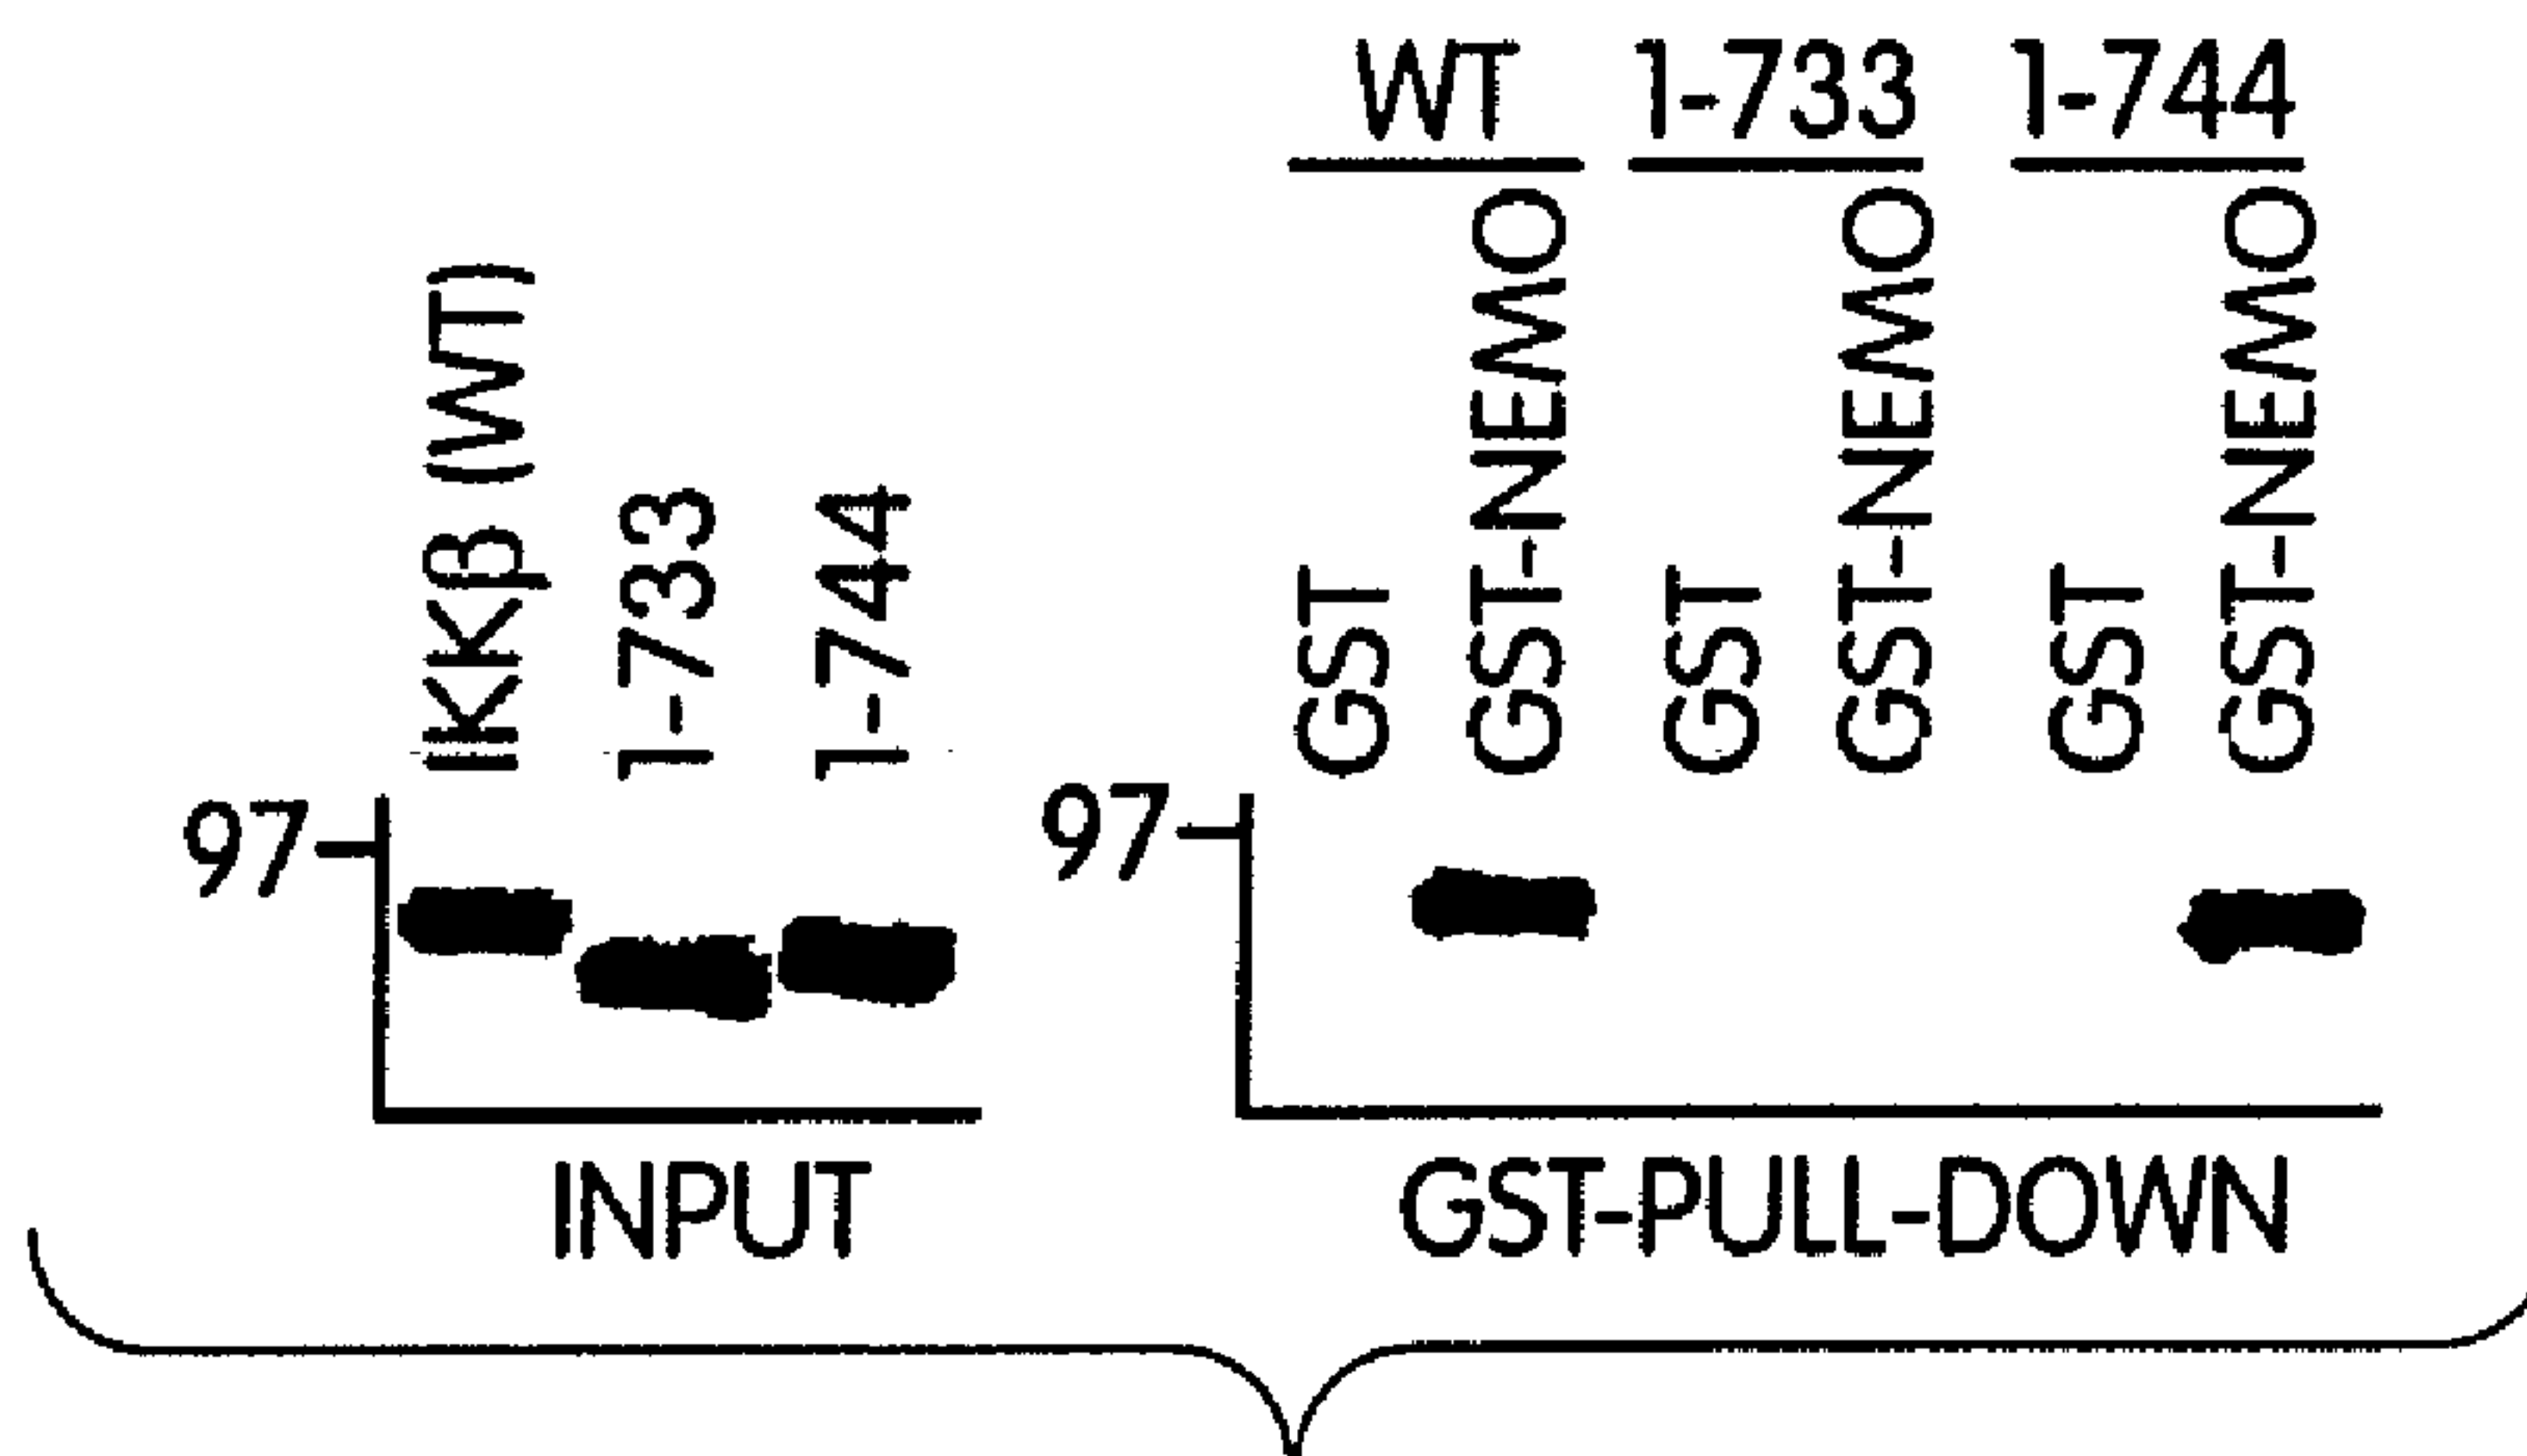 WT 1-733 1-744
IKKβ (WT) 1-733 1-744
GST GST-NEMO GST GST-NEMO GST GST-NEMO
97 97
INPUT GST-PULL-DOWN